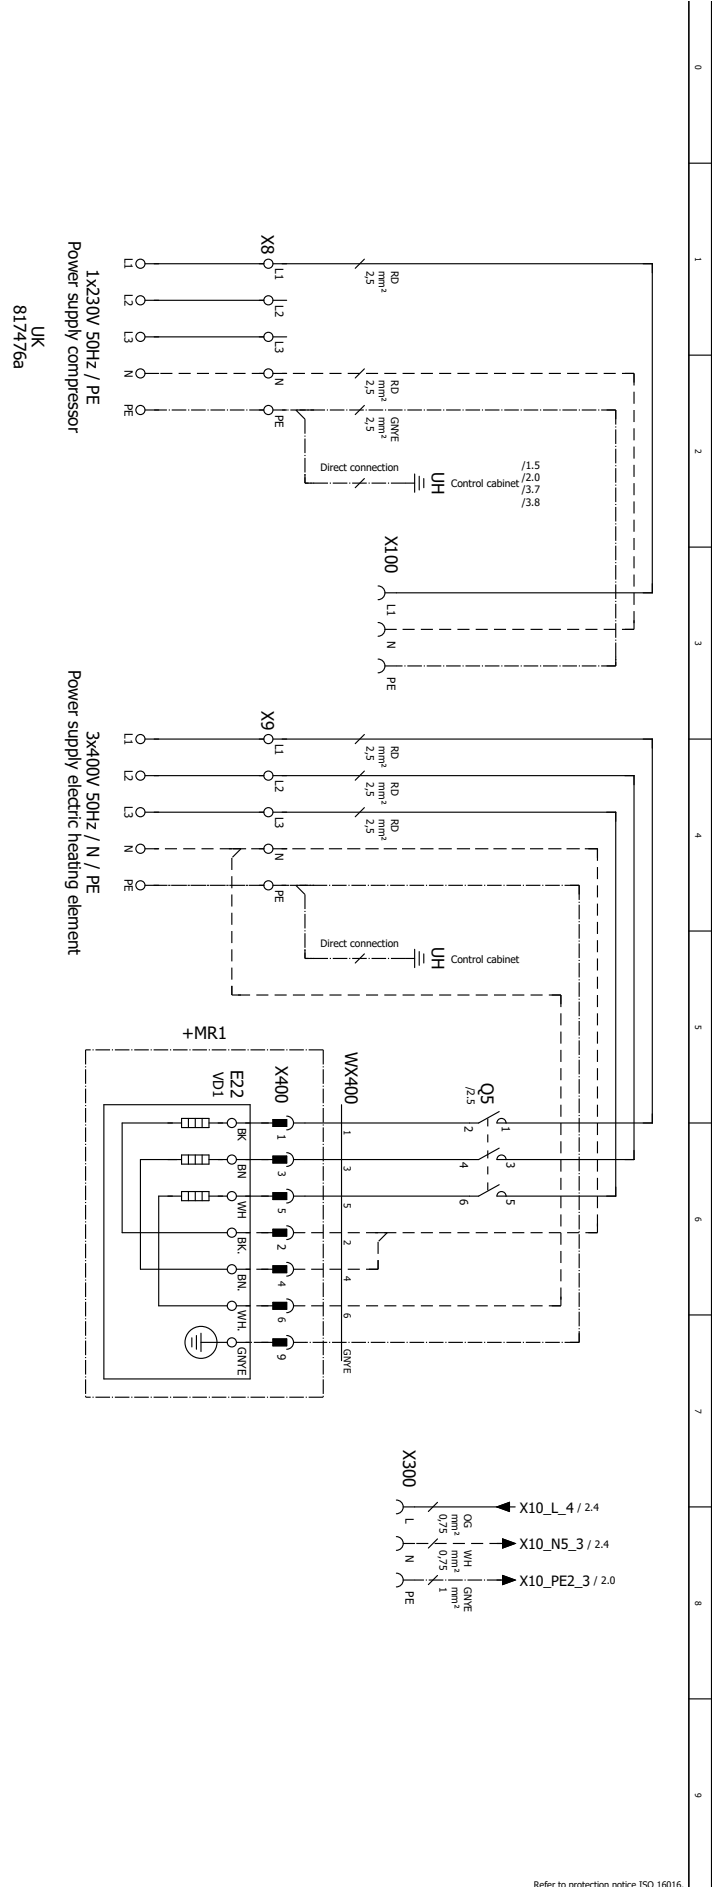 0
1
2
3
4
5
6
7
8
9
X8
L1
L2
L3
N
PE
L1
L2
L3
N
PE
RD
mm²
2,5
RD
mm²
2,5
GNYE
mm²
2,5
1x230V 50Hz / PE
Power supply compressor
UK
817476a
Direct connection
UH
Control cabinet
/1.5
/2.0
/3.7
/3.8
X100
L1
N
PE
X9
L1
L2
L3
N
PE
L1
L2
L3
N
PE
RD
mm²
2,5
RD
mm²
2,5
RD
mm²
2,5
3x400V 50Hz / N / PE
Power supply electric heating element
Direct connection
UH
Control cabinet
+MR1
WX400
1
3
5
2
4
6
GNYE
Q5
/2.5
1
2
3
4
5
6
X400
1
3
5
2
4
6
9
E22
VD1
BK
BN
WH
BK.
BN.
WH.
GNYE
X300
L
N
PE
OG
mm²
0,75
WH
mm²
0,75
GNYE
mm²
1
X10_L_4 / 2.4
X10_N5_3 / 2.4
X10_PE2_3 / 2.0
Refer to protection notice ISO 16016.